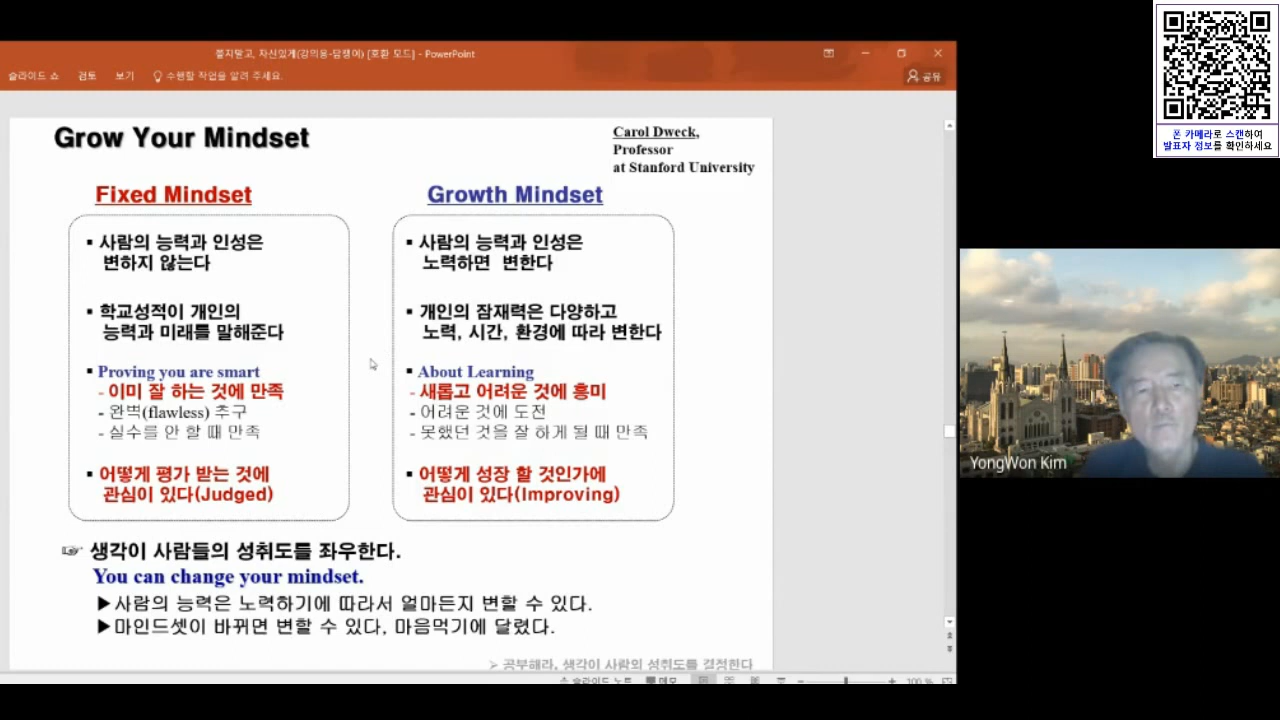 쫄지말고, 자신있게(강의용-탐쟁이) [호환 모드] - PowerPoint
슬라이드 쇼 검토 보기 수행할 작업을 알려 주세요. 공유
폰 카메라로 스캔하여
발표자 정보를 확인하세요
Grow Your Mindset
Carol Dweck,
Professor
at Stanford University
Fixed Mindset
▪ 사람의 능력과 인성은
변하지 않는다
▪ 학교성적이 개인의
능력과 미래를 말해준다
▪ Proving you are smart
- 이미 잘 하는 것에 만족
- 완벽(flawless) 추구
- 실수를 안 할 때 만족
▪ 어떻게 평가 받는 것에
관심이 있다(Judged)
Growth Mindset
▪ 사람의 능력과 인성은
노력하면 변한다
▪ 개인의 잠재력은 다양하고
노력, 시간, 환경에 따라 변한다
▪ About Learning
- 새롭고 어려운 것에 흥미
- 어려운 것에 도전
- 못했던 것을 잘 하게 될 때 만족
▪ 어떻게 성장 할 것인가에
관심이 있다(Improving)
☞ 생각이 사람들의 성취도를 좌우한다.
You can change your mindset.
▶사람의 능력은 노력하기에 따라서 얼마든지 변할 수 있다.
▶마인드셋이 바뀌면 변할 수 있다, 마음먹기에 달렸다.
➢ 공부해라, 생각이 사람의 성취도를 결정한다
슬라이드 노트 메모 100 %
YongWon Kim